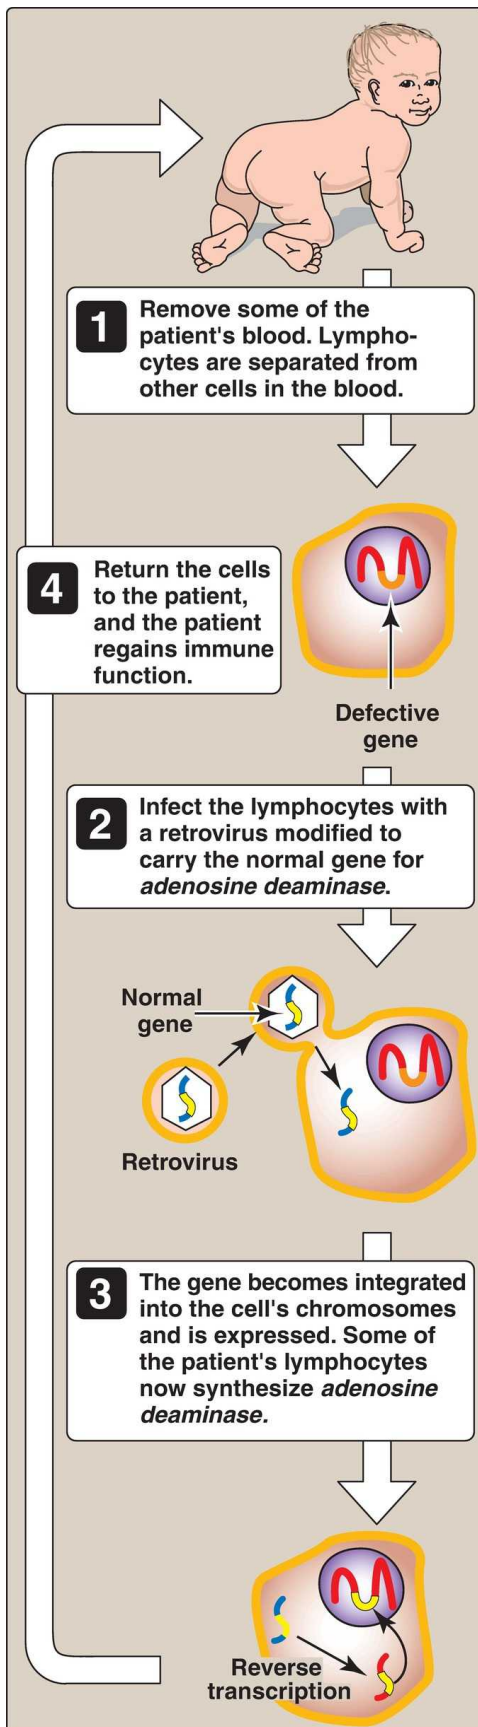 1
Remove some of the
patient's blood. Lympho-
cytes are separated from
other cells in the blood.
4
Return the cells
to the patient,
and the patient
regains immune
function.
Defective
gene
2
Infect the lymphocytes with
a retrovirus modified to
carry the normal gene for
adenosine deaminase.
Normal
gene
Retrovirus
3
The gene becomes integrated
into the cell's chromosomes
and is expressed. Some of
the patient's lymphocytes
now synthesize adenosine
deaminase.
Reverse
transcription